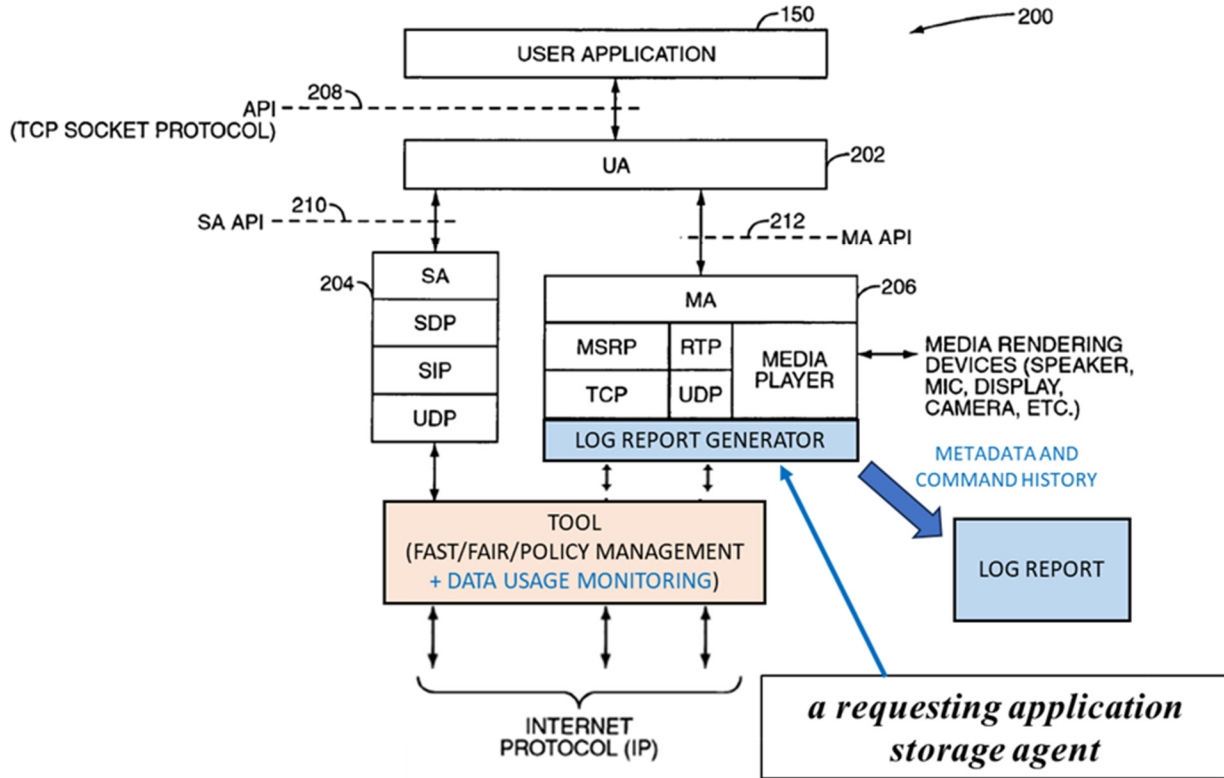 150
200
USER APPLICATION
208
API
(TCP SOCKET PROTOCOL)
UA
202
SA API
210
212
MA API
204
SA
SDP
SIP
UDP
206
MA
MSRP
RTP
MEDIA
PLAYER
TCP
UDP
MEDIA RENDERING
DEVICES (SPEAKER,
MIC, DISPLAY,
CAMERA, ETC.)
LOG REPORT GENERATOR
METADATA AND
COMMAND HISTORY
TOOL
(FAST/FAIR/POLICY MANAGEMENT
+ DATA USAGE MONITORING)
LOG REPORT
INTERNET
PROTOCOL (IP)
a requesting application
storage agent